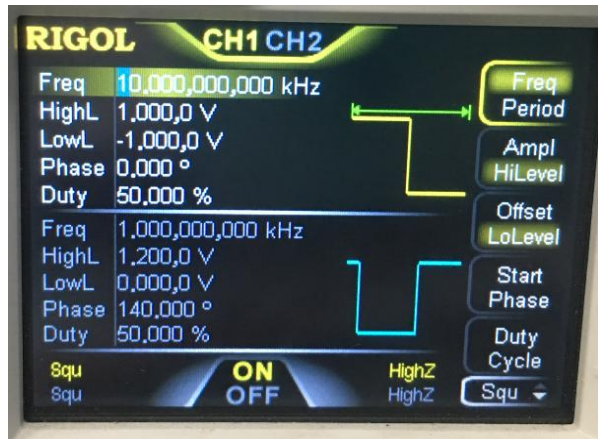 RIGOL CH1 CH2
Freq 10.000,000,000 kHz
HighL 1.000,0 V
LowL -1.000,0 V
Phase 0.000 °
Duty 50.000 %
Freq 1.000,000,000 kHz
HighL 1.200,0 V
LowL 0.000,0 V
Phase 140.000 °
Duty 50.000 %
Squ ON HighZ
Squ OFF HighZ
Freq
Period
Ampl
HiLevel
Offset
LoLevel
Start
Phase
Duty
Cycle
Squ